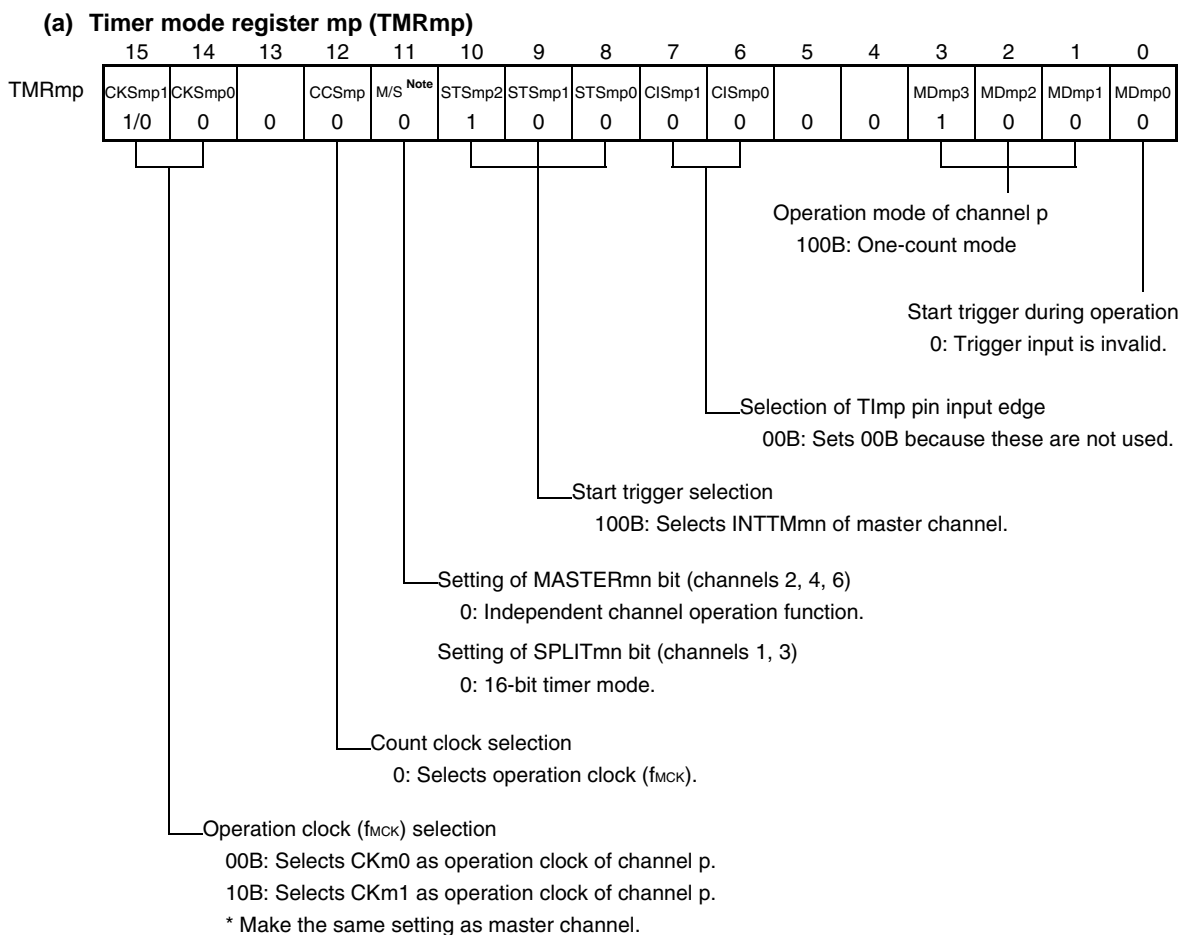 (a) Timer mode register mp (TMRmp)
15 14 13 12 11 10 9 8 7 6 5 4 3 2 1 0
TMRmp CKSmp1 CKSmp0 CCSmp M/S Note STSmp2 STSmp1 STSmp0 CISmp1 CISmp0 MDmp3 MDmp2 MDmp1 MDmp0
1/0 0 0 0 0 1 0 0 0 0 0 0 1 0 0 0
Operation mode of channel p
100B: One-count mode
Start trigger during operation
0: Trigger input is invalid.
Selection of TImp pin input edge
00B: Sets 00B because these are not used.
Start trigger selection
100B: Selects INTTMmn of master channel.
Setting of MASTERmn bit (channels 2, 4, 6)
0: Independent channel operation function.
Setting of SPLITmn bit (channels 1, 3)
0: 16-bit timer mode.
Count clock selection
0: Selects operation clock (fMCK).
Operation clock (fMCK) selection
00B: Selects CKm0 as operation clock of channel p.
10B: Selects CKm1 as operation clock of channel p.
* Make the same setting as master channel.